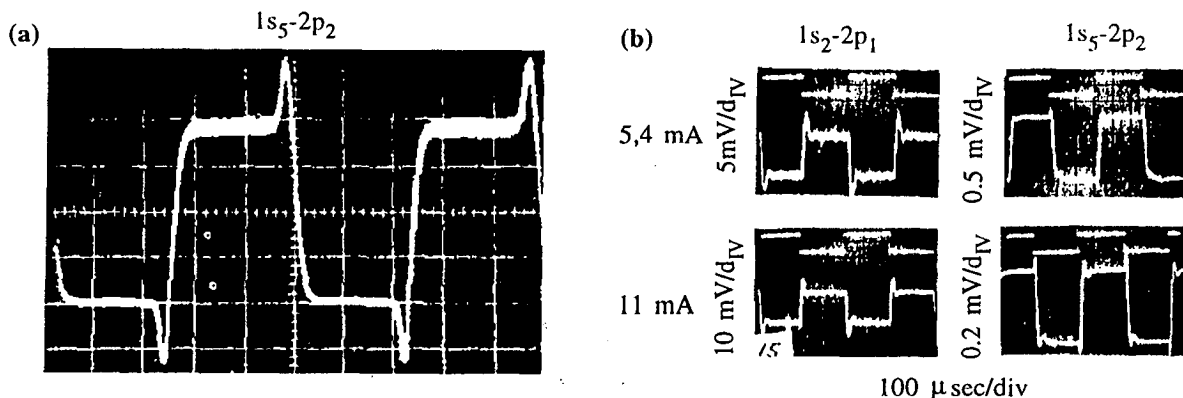 (a)
1s5-2p2
(b)
1s2-2p1
1s5-2p2
5,4 mA
5mV/dIV
0.5 mV/dIV
11 mA
10 mV/dIV
0.2 mV/dIV
15
100 μsec/div